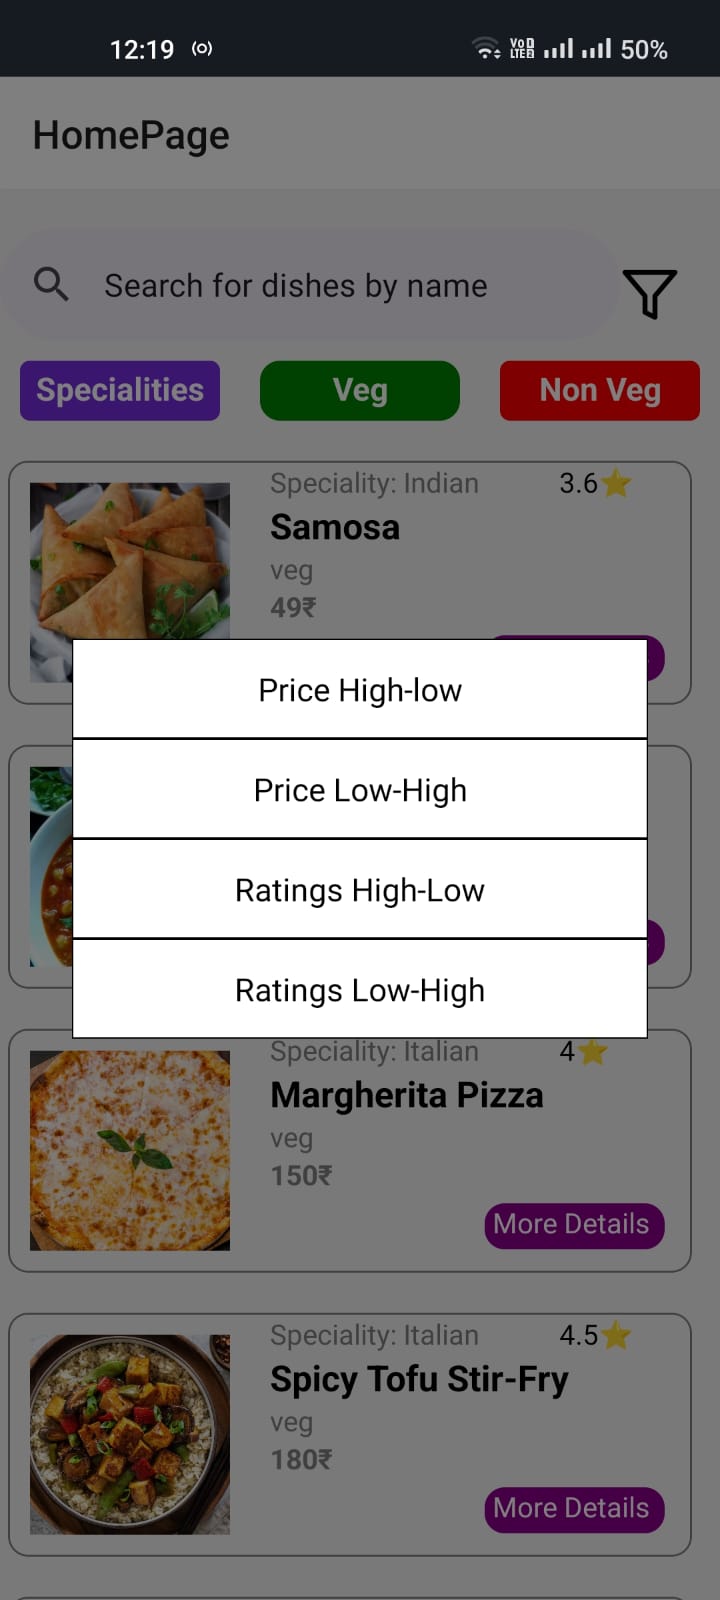 12:19 VoD LTE2 50%
HomePage
Search for dishes by name
Specialities Veg Non Veg
Speciality: Indian 3.6
Samosa
veg
49₹
Price High-low
Price Low-High
Ratings High-Low
Ratings Low-High
Speciality: Italian 4
Margherita Pizza
veg
150₹
More Details
Speciality: Italian 4.5
Spicy Tofu Stir-Fry
veg
180₹
More Details